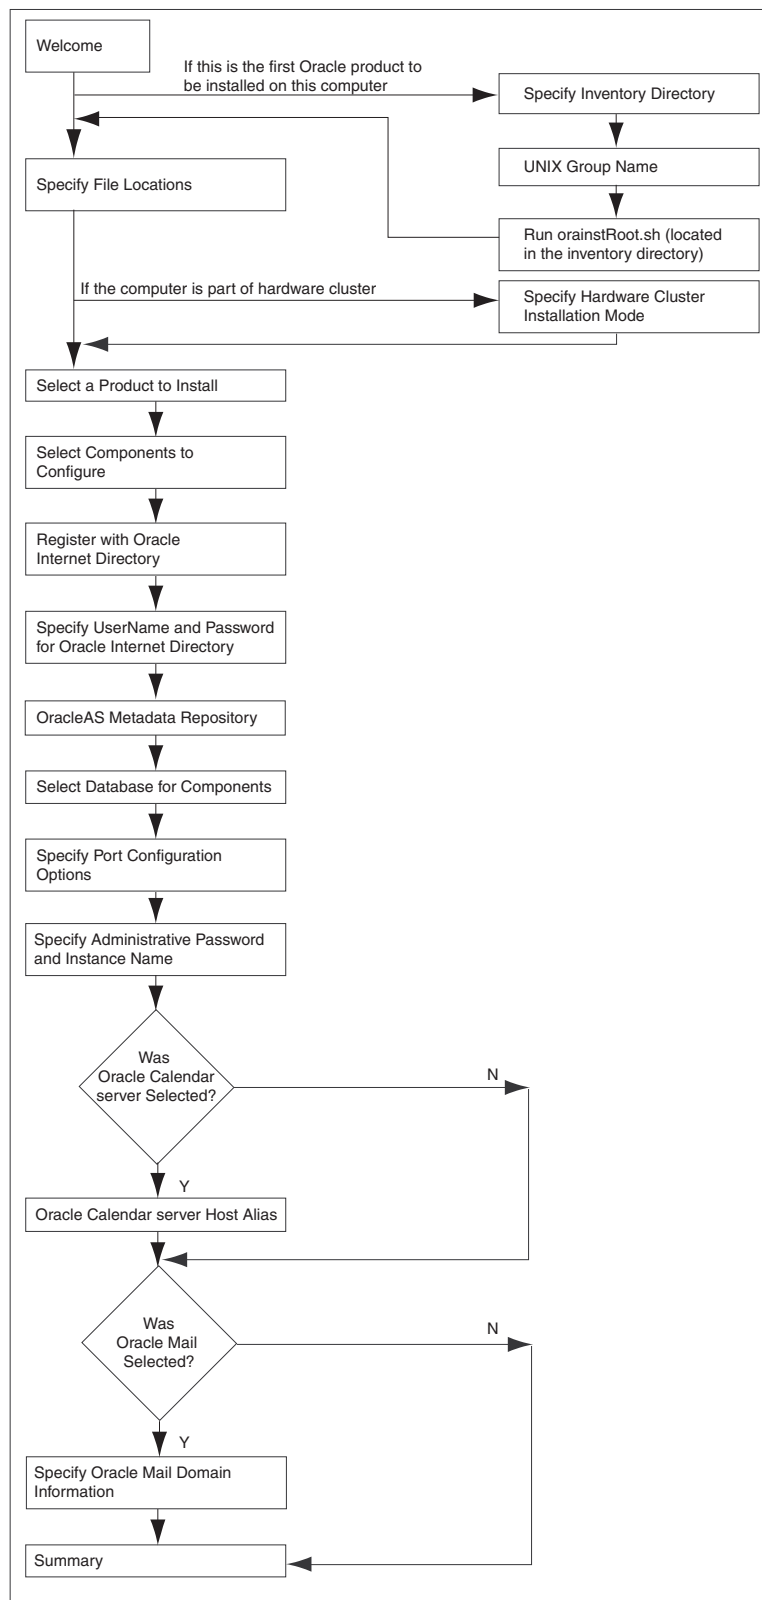 Welcome
If this is the first Oracle product to
be installed on this computer
Specify Inventory Directory
UNIX Group Name
Specify File Locations
Run orainstRoot.sh (located
in the inventory directory)
If the computer is part of hardware cluster
Specify Hardware Cluster
Installation Mode
Select a Product to Install
Select Components to
Configure
Register with Oracle
Internet Directory
Specify UserName and Password
for Oracle Internet Directory
OracleAS Metadata Repository
Select Database for Components
Specify Port Configuration
Options
Specify Administrative Password
and Instance Name
Was
Oracle Calendar
server Selected?
N
Y
Oracle Calendar server Host Alias
Was
Oracle Mail
Selected?
N
Y
Specify Oracle Mail Domain
Information
Summary